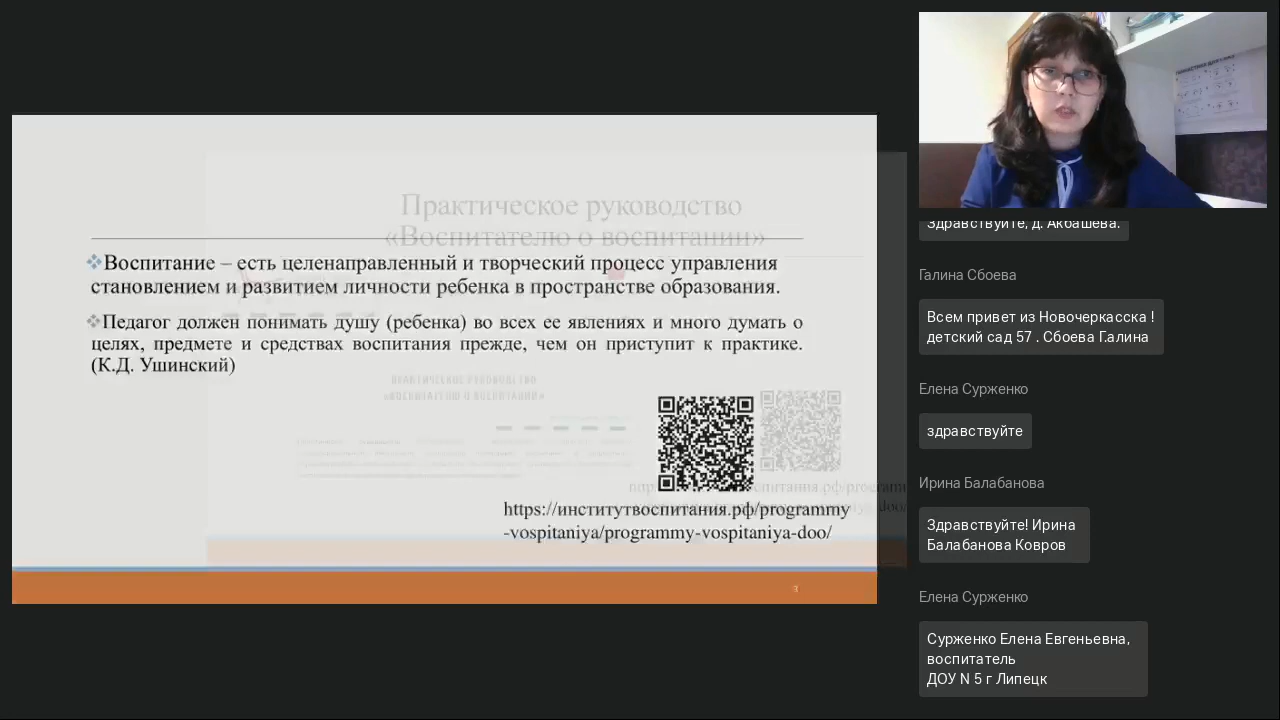 Практическое руководство
«Воспитателю о воспитании»
❖Воспитание – есть целенаправленный и творческий процесс управления
становлением и развитием личности ребенка в пространстве образования.
❖Педагог должен понимать душу (ребенка) во всех ее явлениях и много думать о
целях, предмете и средствах воспитания прежде, чем он приступит к практике.
(К.Д. Ушинский)
ПРАКТИЧЕСКОЕ РУКОВОДСТВО
«ВОСПИТАТЕЛЮ О ВОСПИТАНИИ»
https://институтвоспитания.рф/programmy
-vospitaniya/programmy-vospitaniya-doo/
3
Здравствуйте, д. Акбашева.
Галина Сбоева
Всем привет из Новочеркасска !
детский сад 57 . Сбоева Г.алина
Елена Сурженко
здравствуйте
Ирина Балабанова
Здравствуйте! Ирина
Балабанова Ковров
Елена Сурженко
Сурженко Елена Евгеньевна,
воспитатель
ДОУ N 5 г Липецк